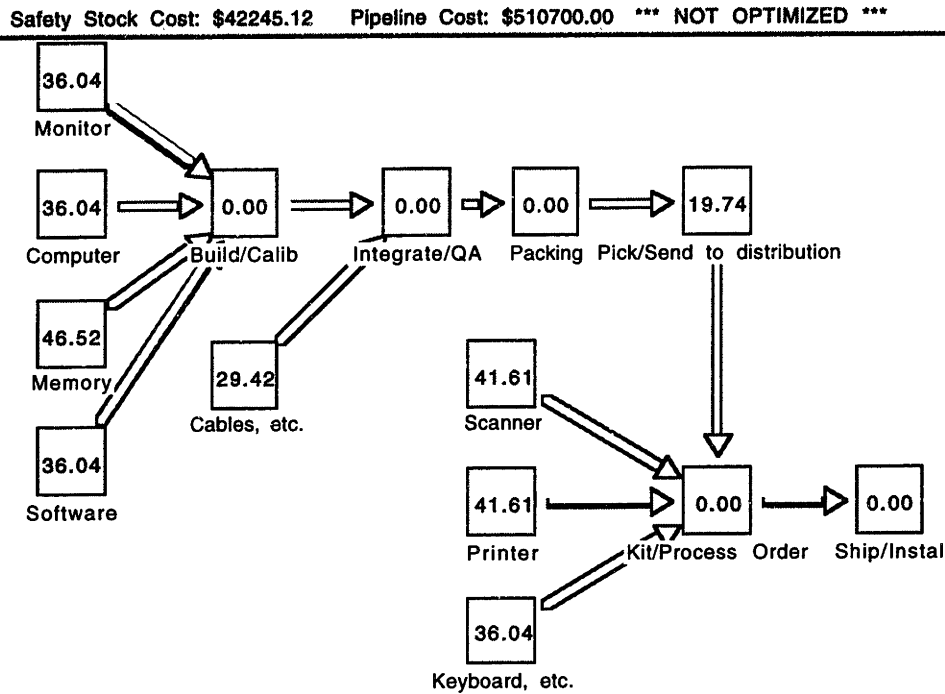 Safety Stock Cost: $42245.12 Pipeline Cost: $510700.00 *** NOT OPTIMIZED ***
36.04
Monitor
36.04
Computer
0.00
Build/Calib
0.00
Integrate/QA
0.00
Packing
19.74
Pick/Send to distribution
46.52
Memory
29.42
Cables, etc.
41.61
Scanner
36.04
Software
41.61
Printer
0.00
Kit/Process Order
0.00
Ship/Instal
36.04
Keyboard, etc.